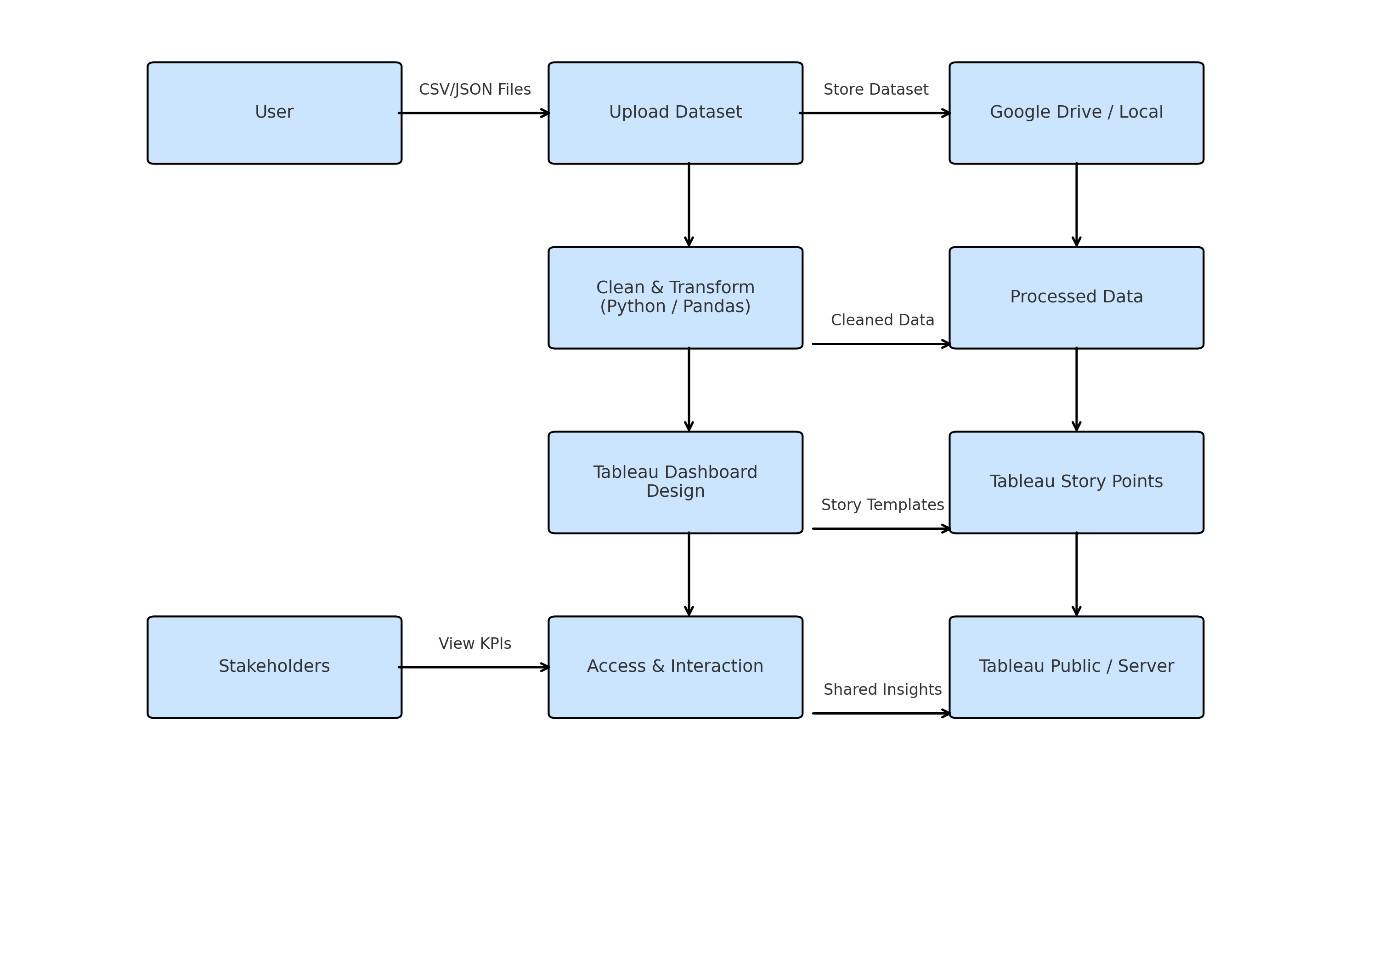 User
CSV/JSON Files
Upload Dataset
Store Dataset
Google Drive / Local
Clean & Transform
(Python / Pandas)
Cleaned Data
Processed Data
Tableau Dashboard
Design
Story Templates
Tableau Story Points
Stakeholders
View KPIs
Access & Interaction
Shared Insights
Tableau Public / Server